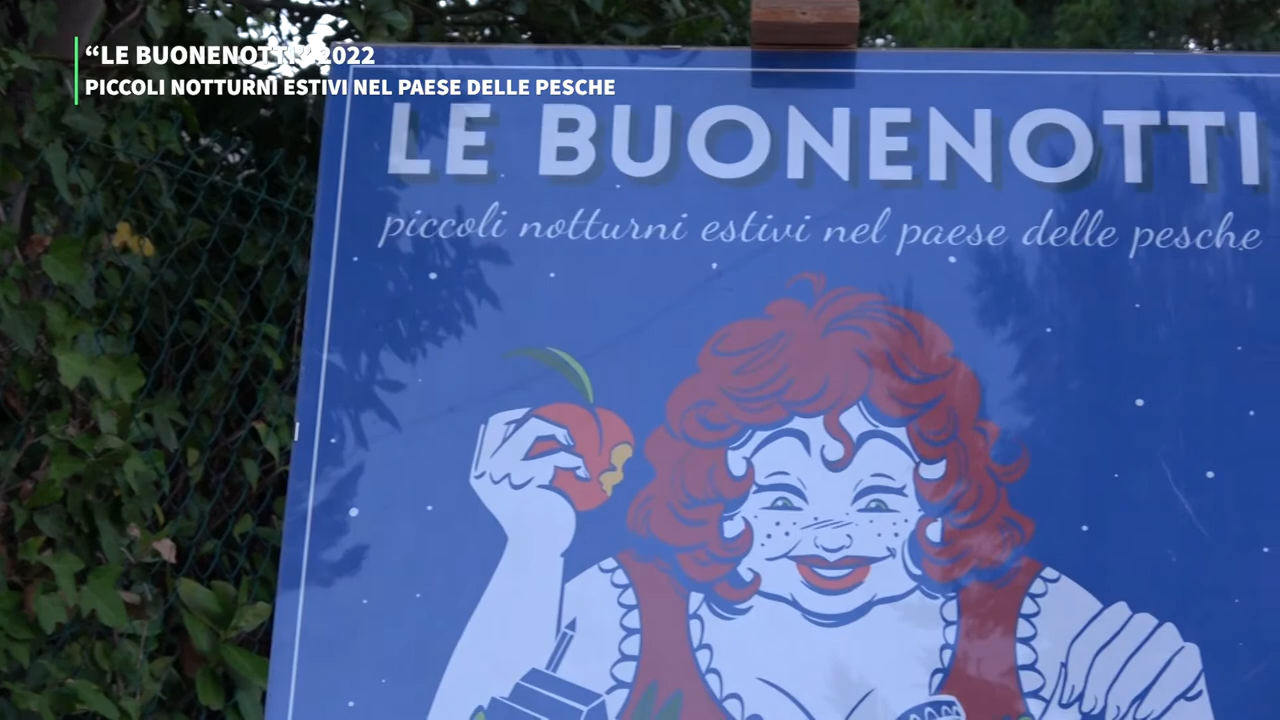 “LE BUONENOTTI” 2022
PICCOLI NOTTURNI ESTIVI NEL PAESE DELLE PESCHE
LE BUONENOTTI
piccoli notturni estivi nel paese delle pesche